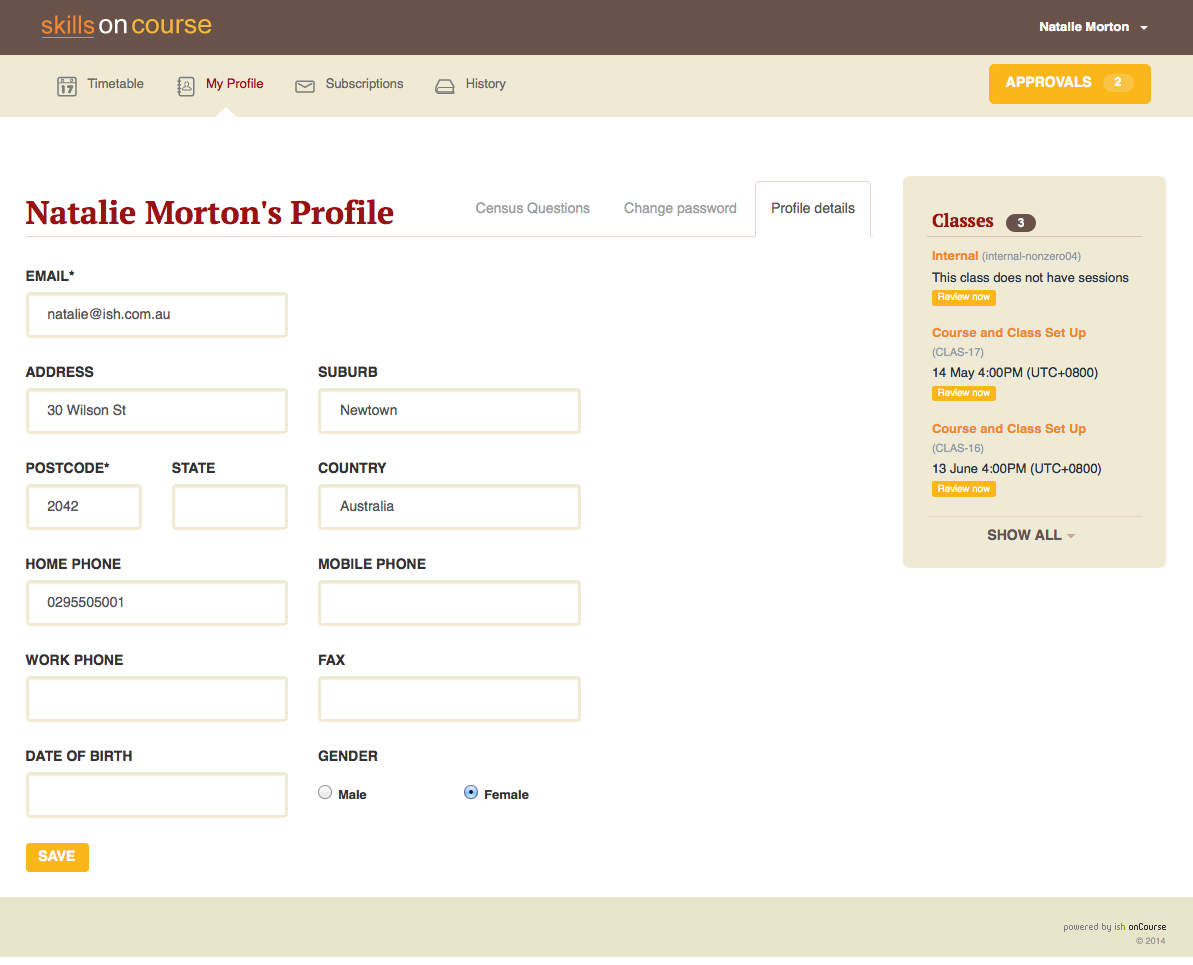 skills on course
Natalie Morton
17
Timetable
My Profile
Subscriptions
History
APPROVALS 2
Natalie Morton's Profile
Census Questions
Change password
Profile details
EMAIL*
natalie@ish.com.au
ADDRESS
SUBURB
30 Wilson St
Newtown
POSTCODE*
STATE
COUNTRY
2042
Australia
HOME PHONE
MOBILE PHONE
0295505001
WORK PHONE
FAX
DATE OF BIRTH
GENDER
Male
Female
SAVE
Classes 3
Internal (internal-nonzero04)
This class does not have sessions
Review now
Course and Class Set Up
(CLAS-17)
14 May 4:00PM (UTC+0800)
Review now
Course and Class Set Up
(CLAS-16)
13 June 4:00PM (UTC+0800)
Review now
SHOW ALL
powered by ish onCourse
© 2014